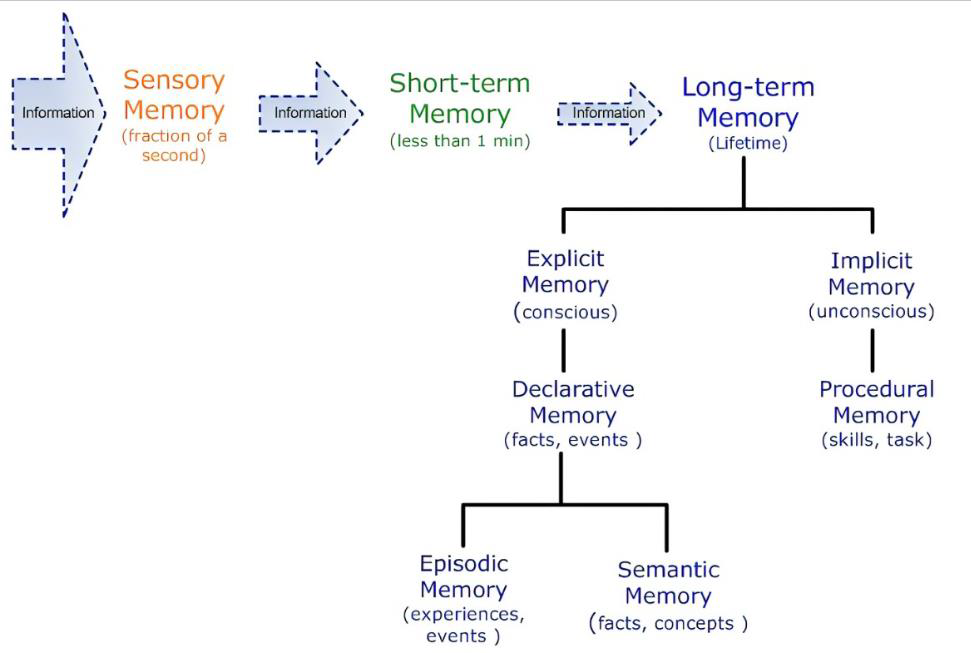 Information
Sensory
Memory
(fraction of a
second)
Information
Short-term
Memory
(less than 1 min)
Information
Long-term
Memory
(Lifetime)
Explicit
Memory
(conscious)
Implicit
Memory
(unconscious)
Declarative
Memory
(facts, events )
Procedural
Memory
(skills, task)
Episodic
Memory
(experiences,
events )
Semantic
Memory
(facts, concepts )